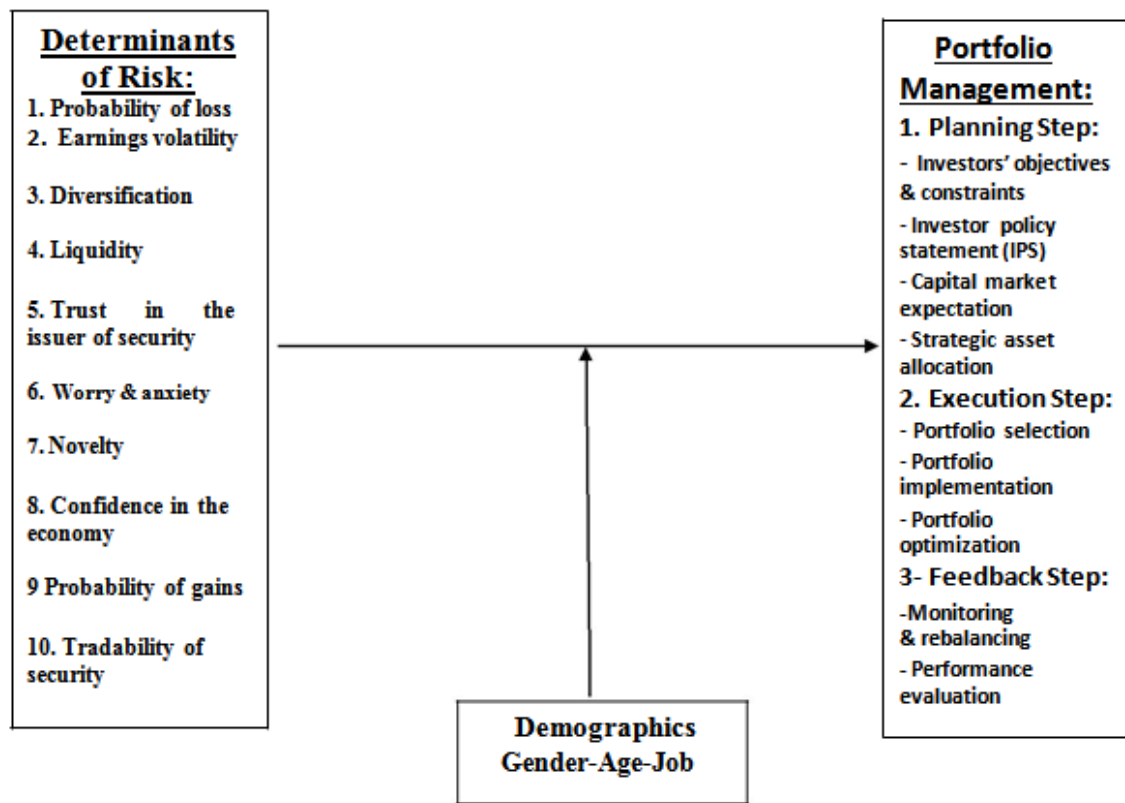 Determinants
of Risk:
1. Probability of loss
2. Earnings volatility
3. Diversification
4. Liquidity
5. Trust in the
issuer of security
6. Worry & anxiety
7. Novelty
8. Confidence in the
economy
9 Probability of gains
10. Tradability of
security
Demographics
Gender-Age-Job
Portfolio
Management:
1. Planning Step:
- Investors' objectives
& constraints
- Investor policy
statement (IPS)
- Capital market
expectation
- Strategic asset
allocation
2. Execution Step:
- Portfolio selection
- Portfolio
implementation
- Portfolio
optimization
3- Feedback Step:
-Monitoring
& rebalancing
- Performance
evaluation